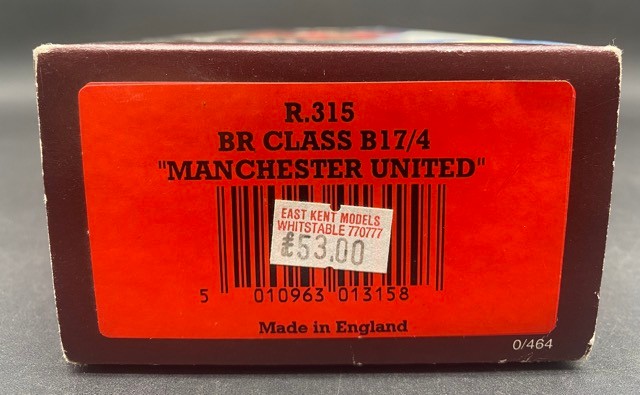 R.315
BR CLASS B17/4
"MANCHESTER UNITED"
EAST KENT MODELS
WHITSTABLE 770777
£53.00
5 010963 013158
Made in England
0/464